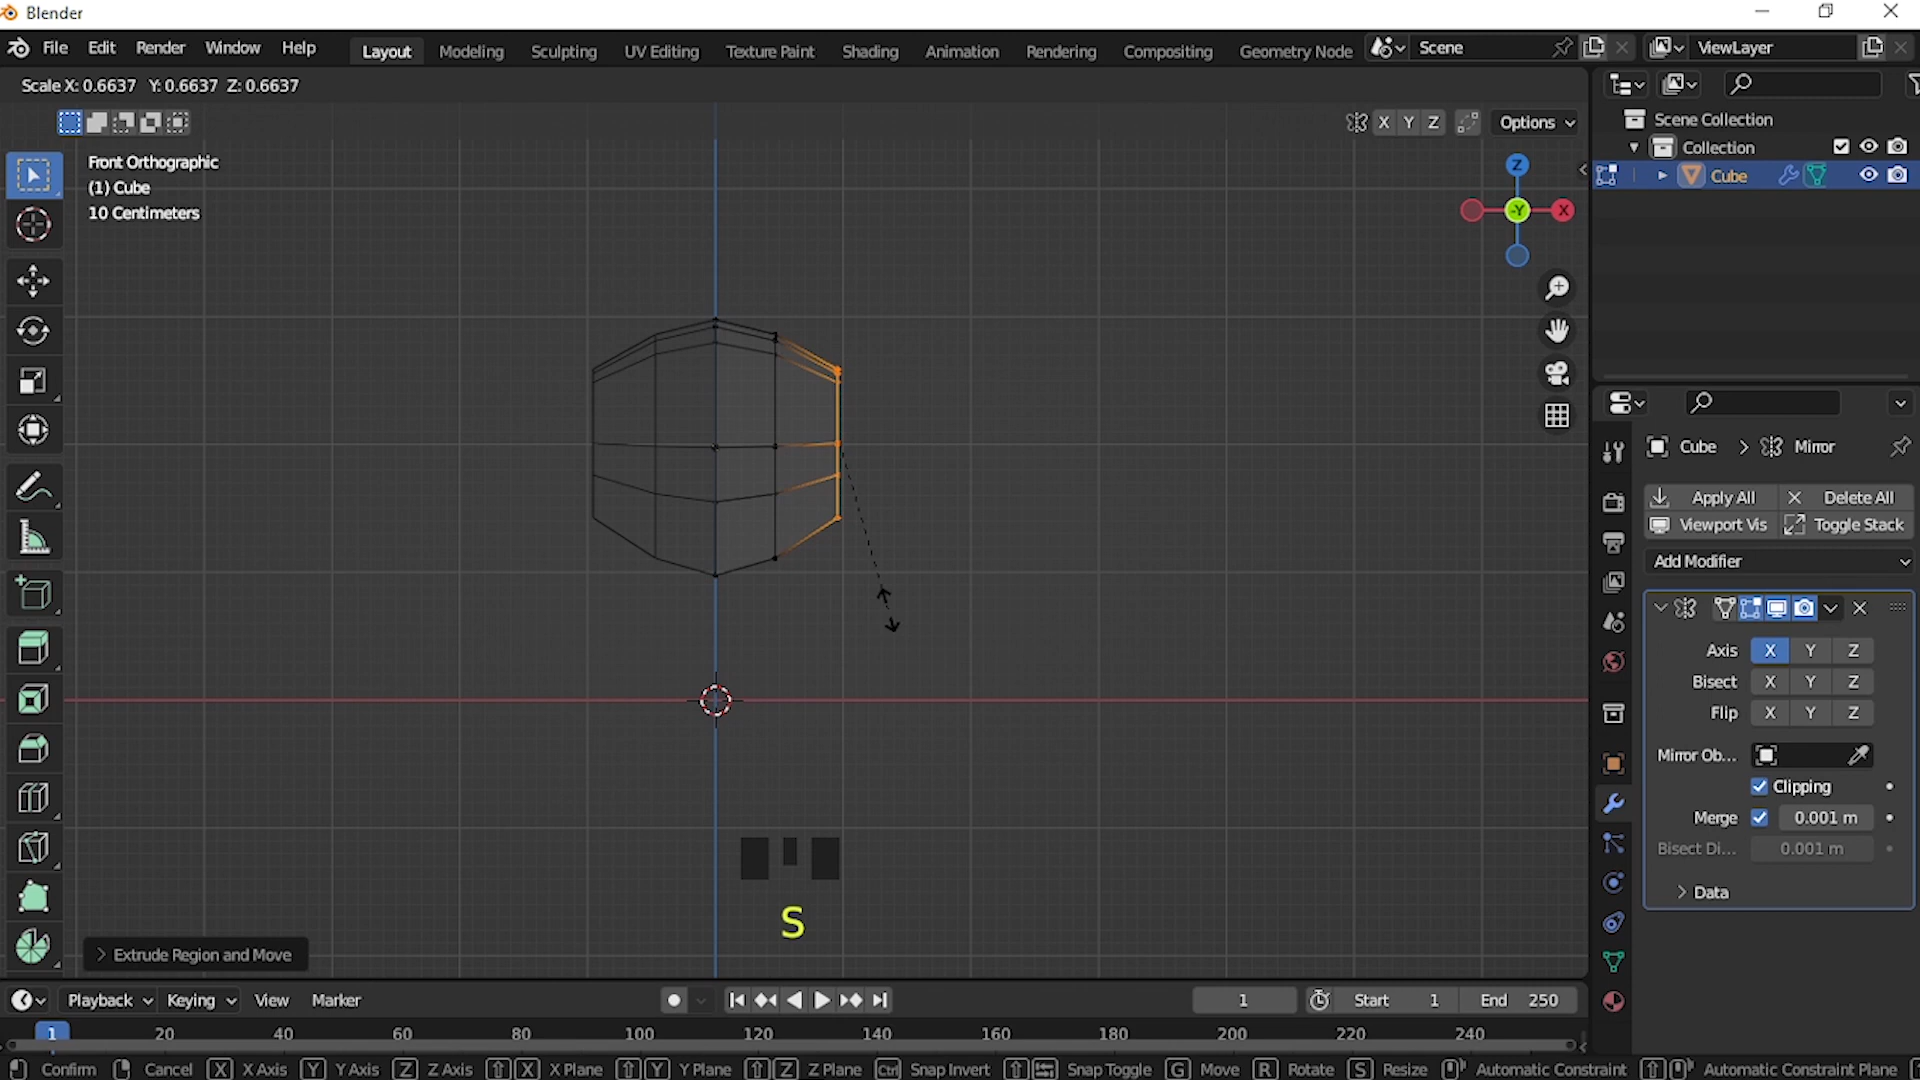 Blender
File Edit Render Window Help Layout Modeling Sculpting UV Editing Texture Paint Shading Animation Rendering Compositing Geometry Node Scene ViewLayer
Scale X: 0.6637 Y: 0.6637 Z: 0.6637
X Y Z Options
Front Orthographic
(1) Cube
10 Centimeters
Z
-Y
X
Scene Collection
Collection
Cube
Cube > Mirror
Apply All Delete All
Viewport Vis Toggle Stack
Add Modifier
Axis X Y Z
Bisect X Y Z
Flip X Y Z
Mirror Ob...
Clipping
Merge 0.001 m
Bisect Di... 0.001 m
Data
S
Extrude Region and Move
Playback Keying View Marker 1 Start 1 End 250
1 20 40 60 80 100 120 140 160 180 200 220 240
Confirm Cancel X X Axis Y Y Axis Z Z Axis X X Plane Y Y Plane Z Z Plane Ctrl Snap Invert Snap Toggle G Move R Rotate S Resize Automatic Constraint Automatic Constraint Plane